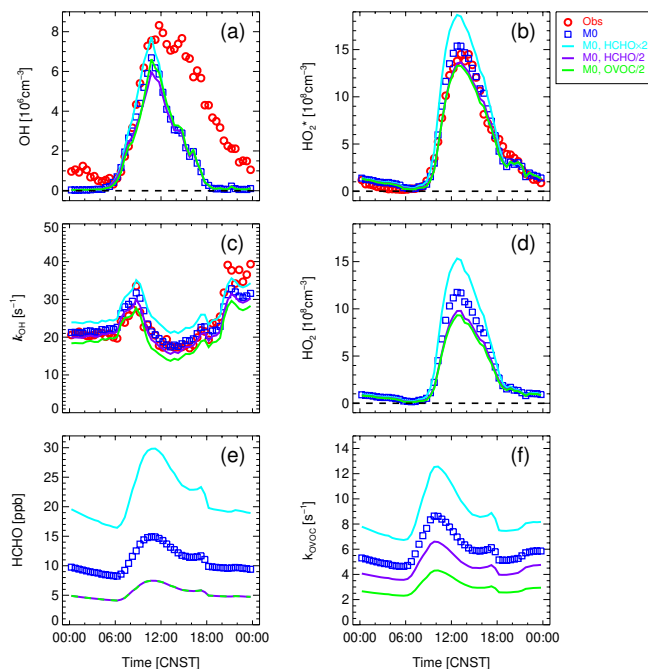 (a)
8
6
4
2
0
OH [10⁶cm⁻³]
(b)
15
10
5
0
HO₂* [10⁸cm⁻³]
Obs
M0
M0, HCHO×2
M0, HCHO/2
M0, OVOC/2
(c)
50
40
30
20
10
0
k_OH [s⁻¹]
(d)
15
10
5
0
HO₂ [10⁸cm⁻³]
(e)
35
30
25
20
15
10
5
0
HCHO [ppb]
00:00 06:00 12:00 18:00 00:00
Time [CNST]
(f)
14
12
10
8
6
4
2
0
k_OVOC [s⁻¹]
00:00 06:00 12:00 18:00 00:00
Time [CNST]